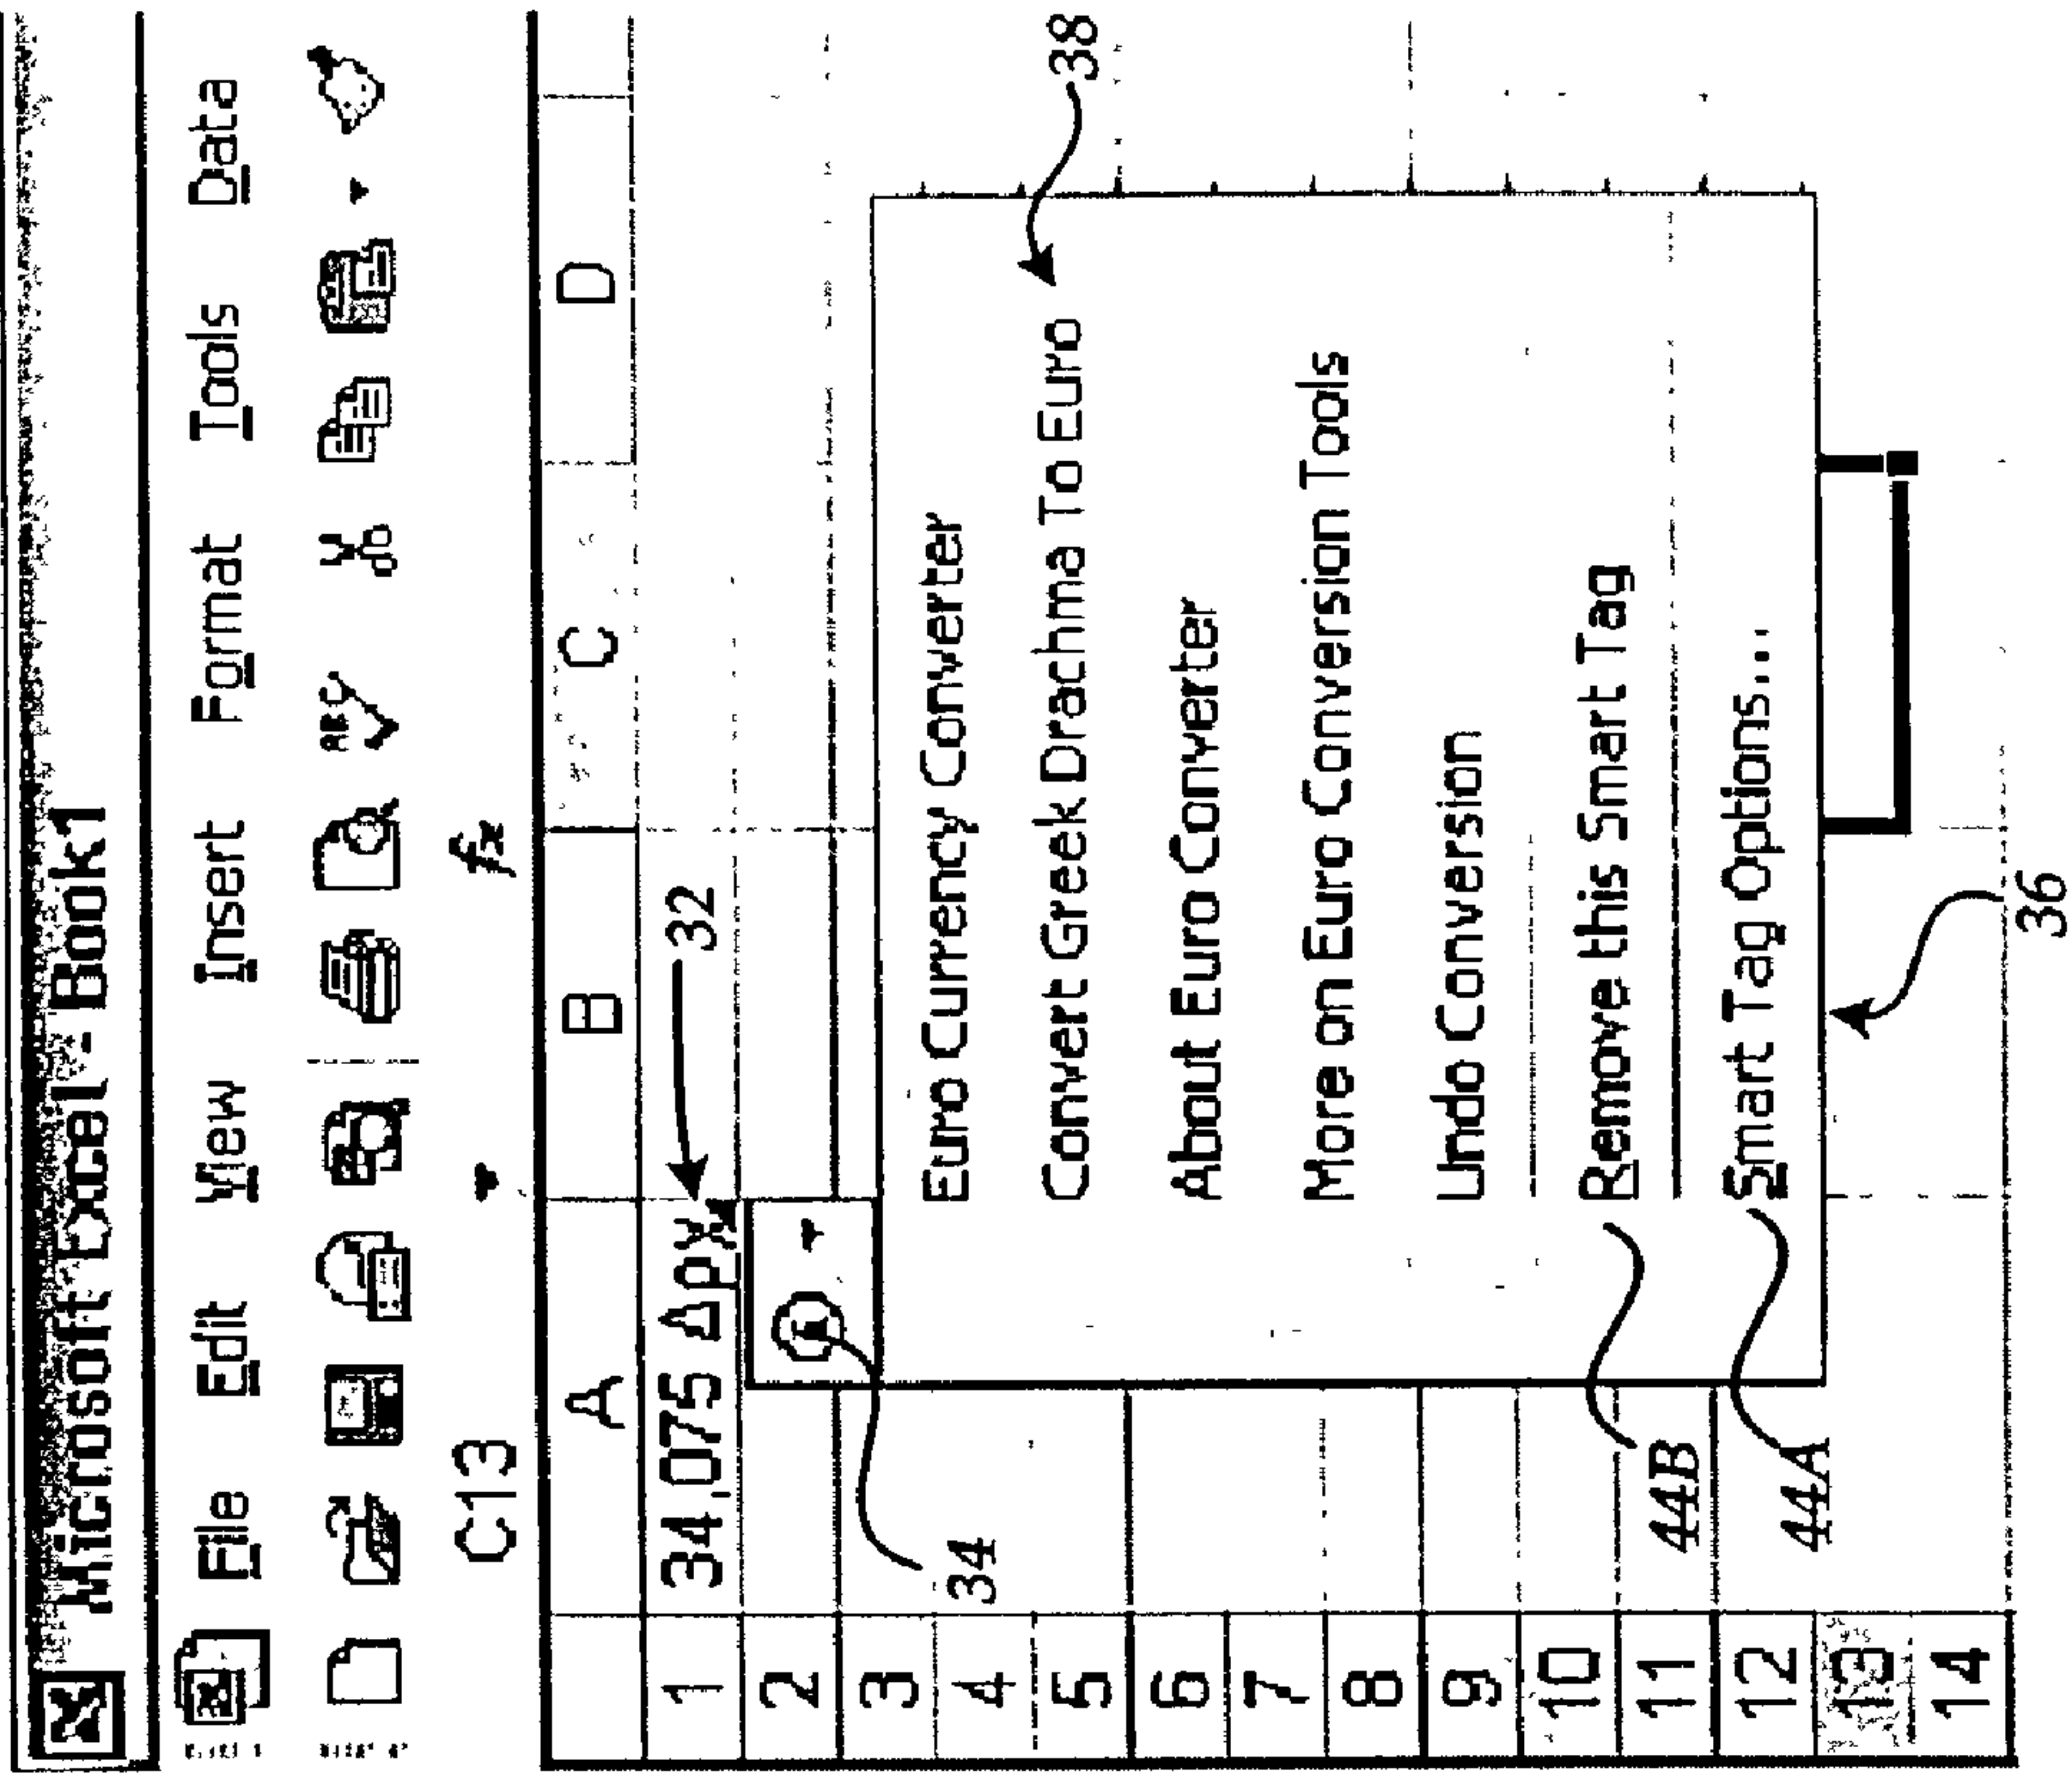 Microsoft Excel - Book1
File Edit View Insert Format Tools Data
ABC
C13 fx
A B C D
1 34,075 Δρχ 32
2
34
3
4
5
6
7
8
9
10
11
12
13
14
Euro Currency Converter
Convert Greek Drachma To Euro 38
About Euro Converter
More on Euro Conversion Tools
Undo Conversion
44B Remove this Smart Tag
44A Smart Tag Options...
36